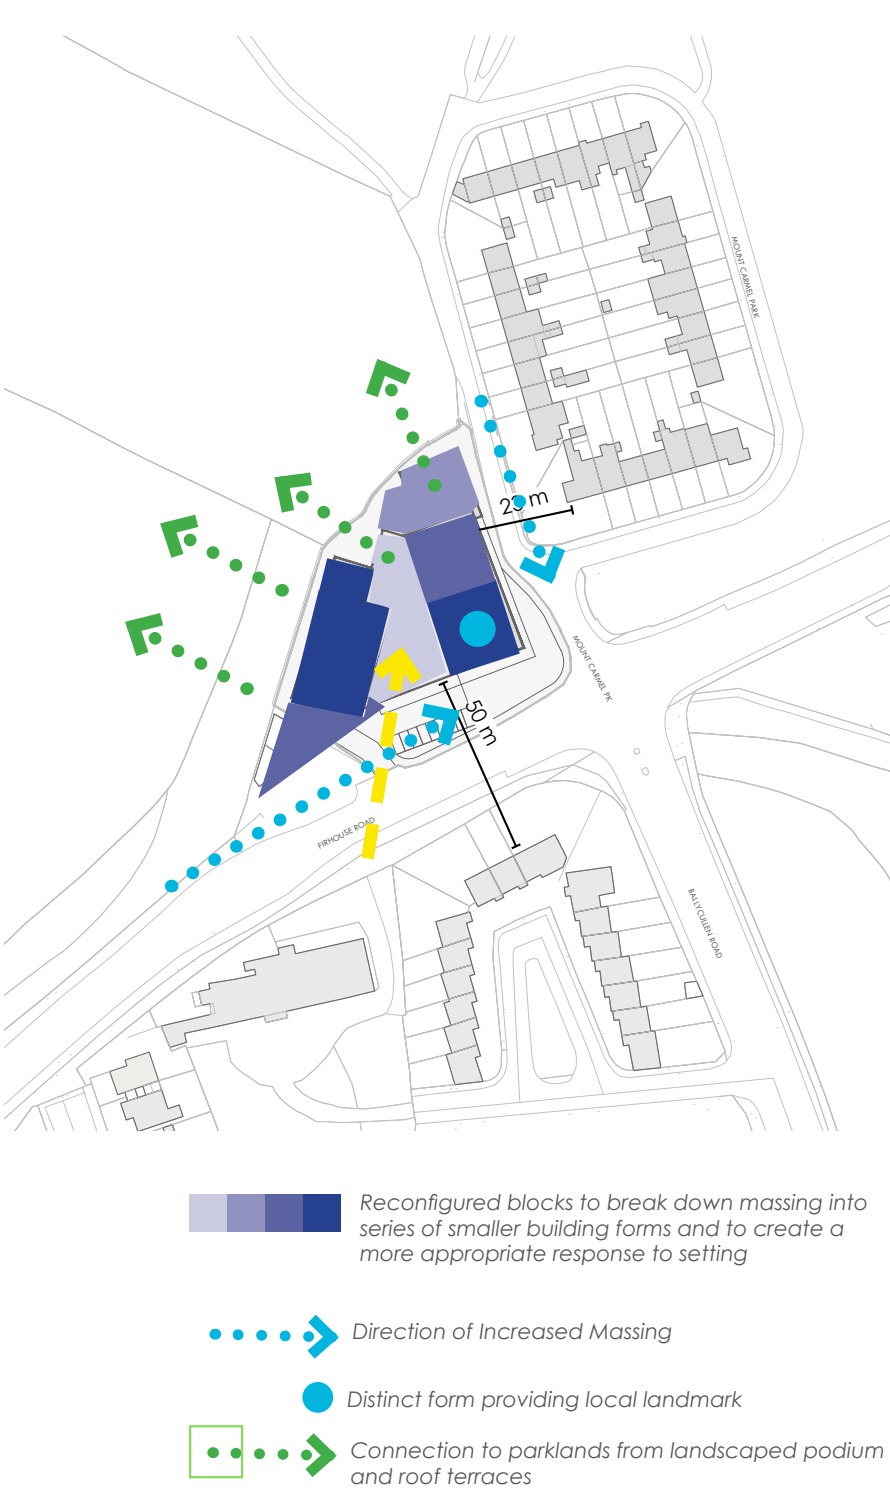 MOUNT CARMEL PARK
23 m
MOUNT CARMEL PK
50 m
FIRHOUSE ROAD
BALLYCULLEN ROAD
Reconfigured blocks to break down massing into
series of smaller building forms and to create a
more appropriate response to setting
Direction of Increased Massing
Distinct form providing local landmark
Connection to parklands from landscaped podium
and roof terraces